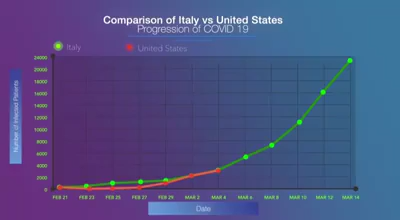 Comparison of Italy vs United States
Progression of COVID 19
Italy
United States
Number of Infected Patients
24000
22000
20000
18000
16000
14000
12000
10000
8000
6000
4000
2000
0
FEB 21
FEB 23
FEB 25
FEB 27
FEB 29
MAR 2
MAR 4
MAR 6
MAR 8
MAR 10
MAR 12
MAR 14
Date